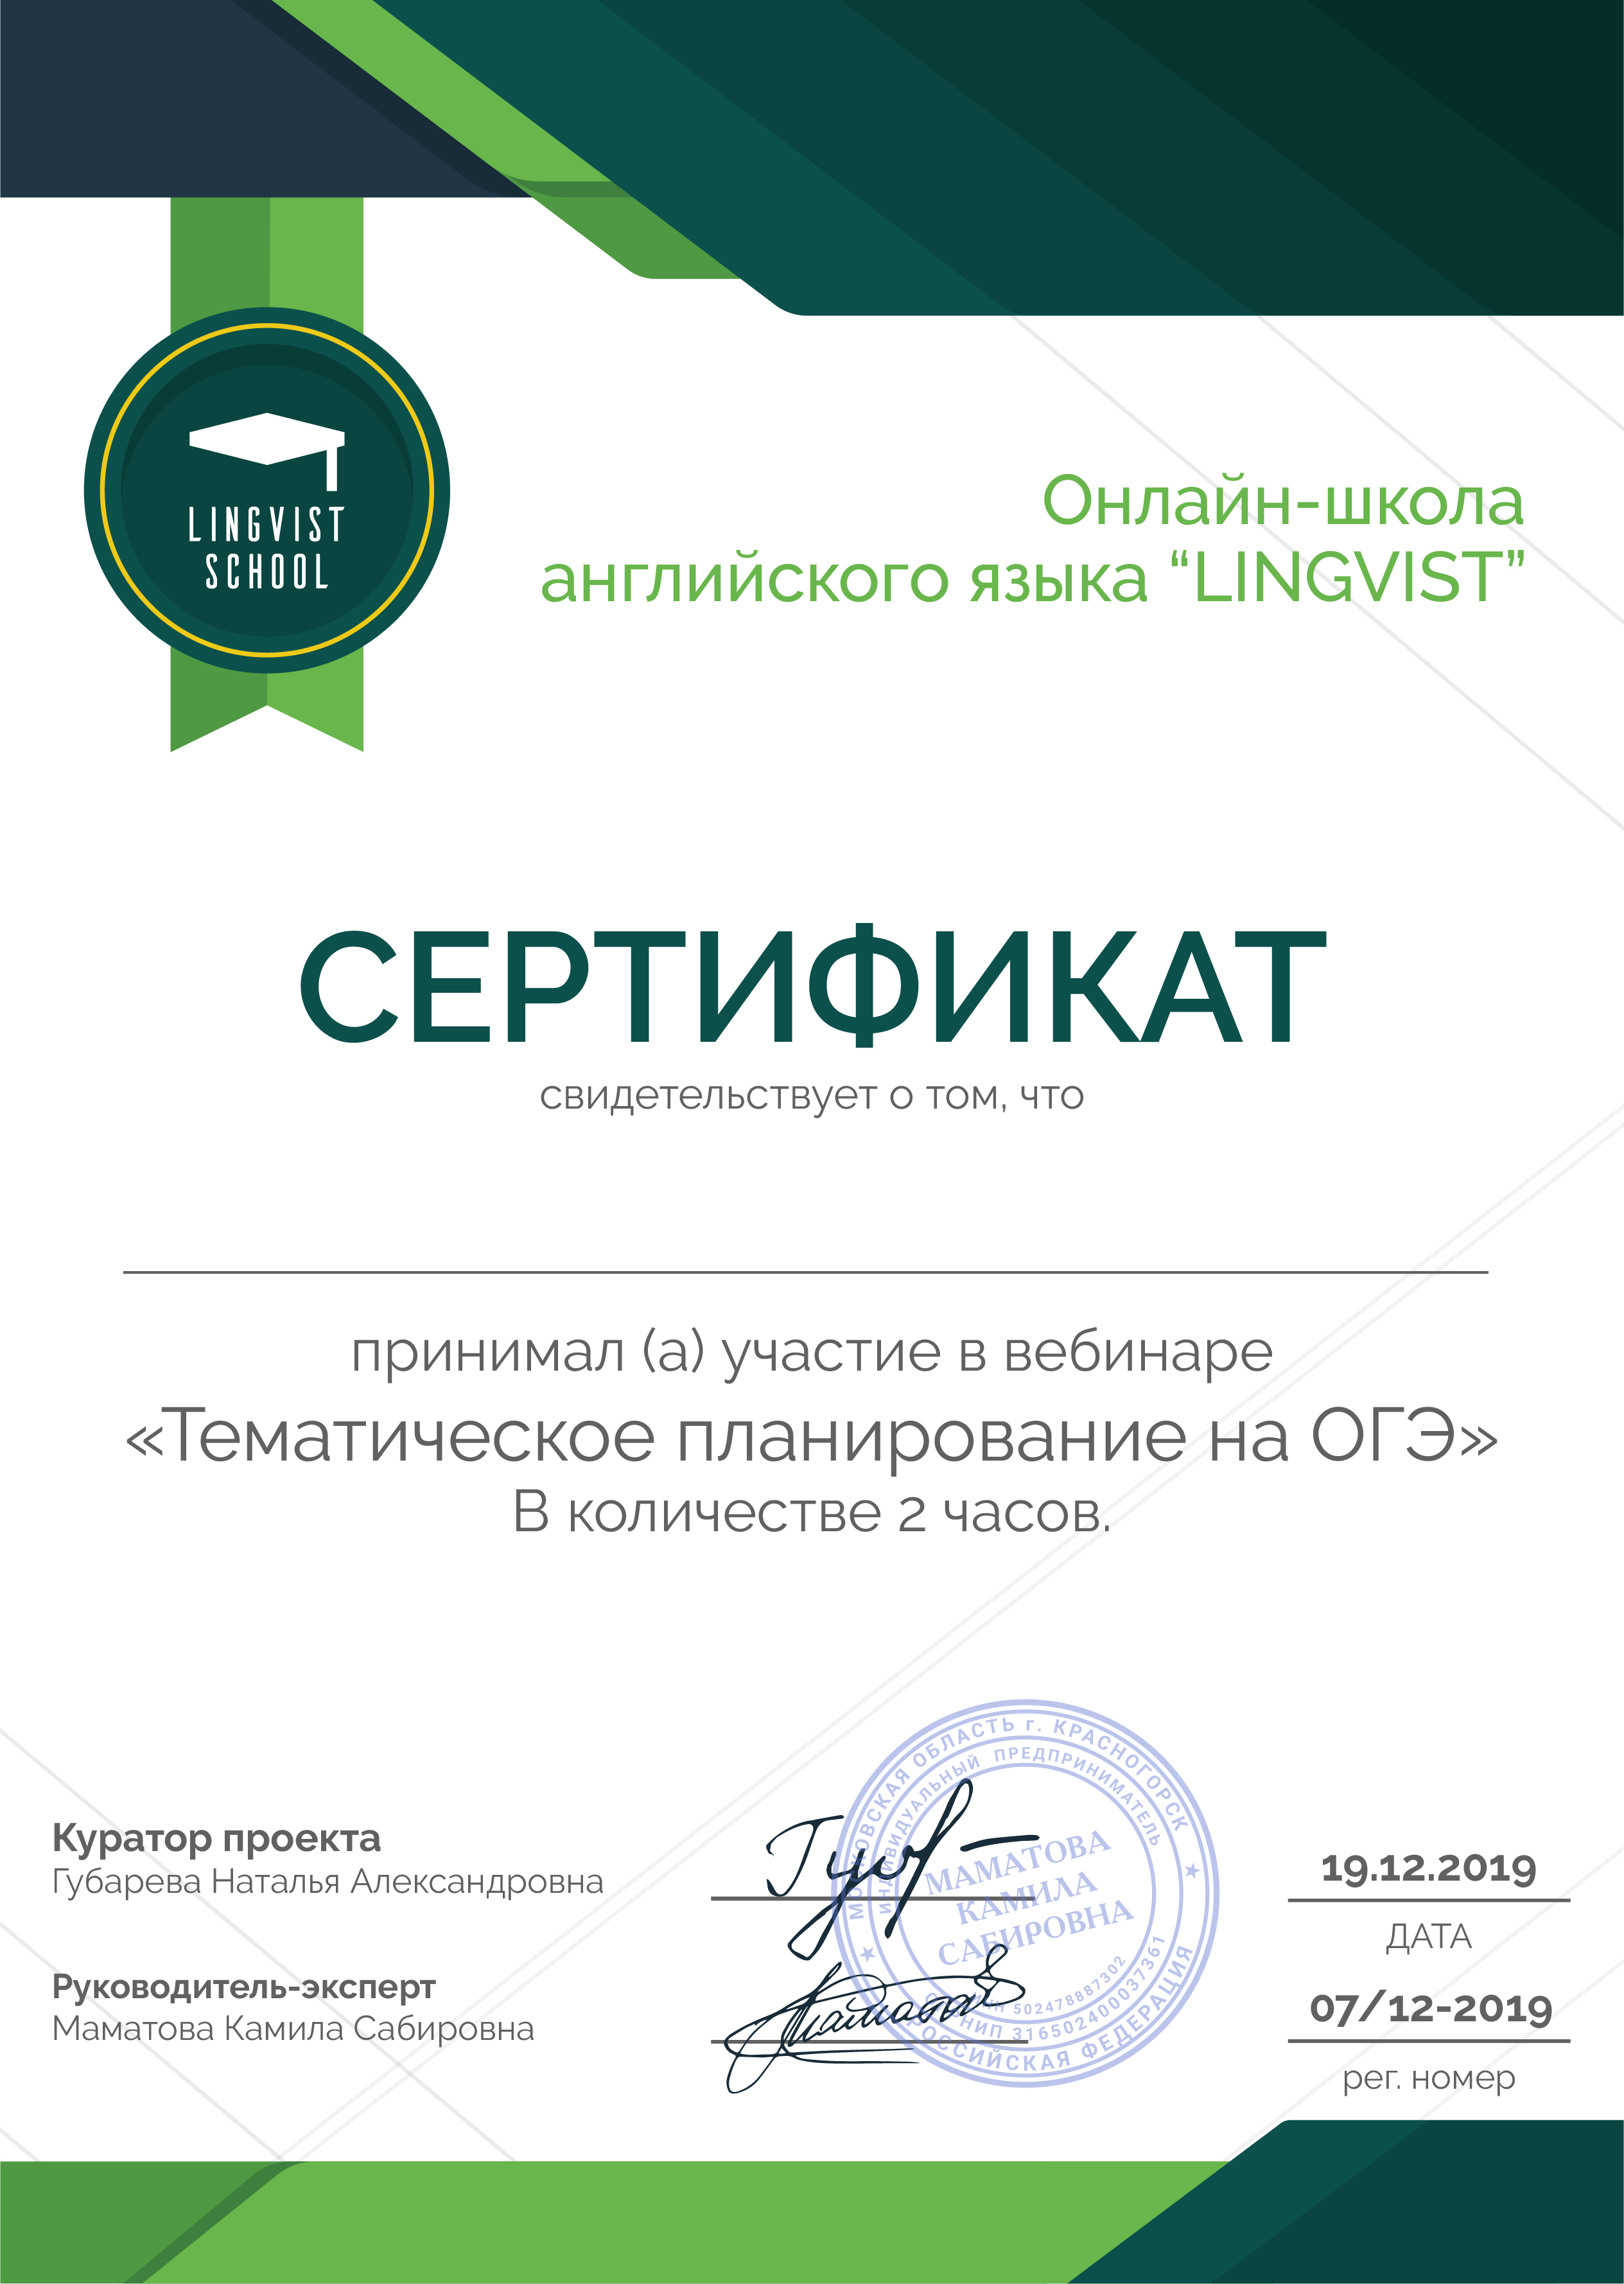 LINGVIST
SCHOOL
Онлайн-школа
английского языка “LINGVIST”
СЕРТИФИКАТ
свидетельствует о том, что
принимал (а) участие в вебинаре
«Тематическое планирование на ОГЭ»
В количестве 2 часов.
Куратор проекта
Губарева Наталья Александровна
Руководитель-эксперт
Маматова Камила Сабировна
МОСКОВСКАЯ ОБЛАСТЬ г. КРАСНОГОРСК
ИНДИВИДУАЛЬНЫЙ ПРЕДПРИНИМАТЕЛЬ
МАМАТОВА
КАМИЛА
САБИРОВНА
502478887302
316502400037361
РОССИЙСКАЯ ФЕДЕРАЦИЯ
19.12.2019
ДАТА
07/12-2019
рег. номер